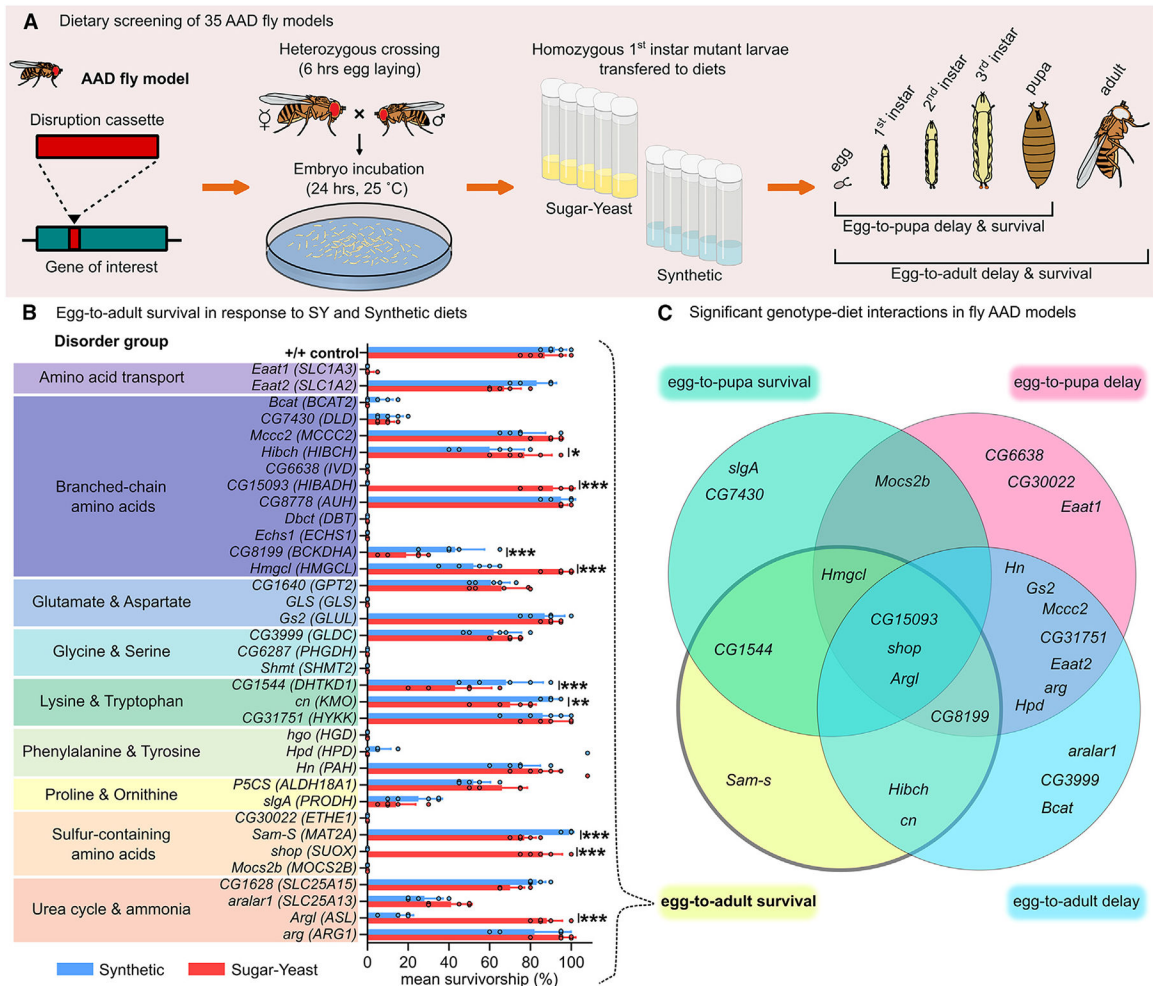 A Dietary screening of 35 AAD fly models
AAD fly model
Disruption cassette
Gene of interest
Heterozygous crossing
(6 hrs egg laying)
☿ × ♂
Embryo incubation
(24 hrs, 25 ˚C)
Homozygous 1st instar mutant larvae
transfered to diets
Sugar-Yeast
Synthetic
egg
1st instar
2nd instar
3rd instar
pupa
adult
Egg-to-pupa delay & survival
Egg-to-adult delay & survival
B Egg-to-adult survival in response to SY and Synthetic diets
Disorder group
+/+ control
Amino acid transport
Eaat1 (SLC1A3)
Eaat2 (SLC1A2)
Branched-chain
amino acids
Bcat (BCAT2)
CG7430 (DLD)
Mccc2 (MCCC2)
Hibch (HIBCH) *
CG6638 (IVD)
CG15093 (HIBADH) ***
CG8778 (AUH)
Dbct (DBT)
Echs1 (ECHS1)
CG8199 (BCKDHA) ***
Hmgcl (HMGCL) ***
Glutamate & Aspartate
CG1640 (GPT2)
GLS (GLS)
Gs2 (GLUL)
Glycine & Serine
CG3999 (GLDC)
CG6287 (PHGDH)
Shmt (SHMT2)
Lysine & Tryptophan
CG1544 (DHTKD1) ***
cn (KMO) **
CG31751 (HYKK)
Phenylalanine & Tyrosine
hgo (HGD)
Hpd (HPD)
Hn (PAH)
Proline & Ornithine
P5CS (ALDH18A1)
slgA (PRODH)
Sulfur-containing
amino acids
CG30022 (ETHE1)
Sam-S (MAT2A) ***
shop (SUOX) ***
Mocs2b (MOCS2B)
Urea cycle & ammonia
CG1628 (SLC25A15)
aralar1 (SLC25A13)
Argl (ASL) ***
arg (ARG1)
0 20 40 60 80 100
mean survivorship (%)
Synthetic
Sugar-Yeast
C Significant genotype-diet interactions in fly AAD models
egg-to-pupa survival
egg-to-pupa delay
slgA
CG7430
Mocs2b
CG6638
CG30022
Eaat1
Hmgcl
Hn
Gs2
Mccc2
CG31751
Eaat2
arg
Hpd
CG15093
shop
Argl
CG1544
CG8199
Sam-s
Hibch
cn
aralar1
CG3999
Bcat
egg-to-adult survival
egg-to-adult delay